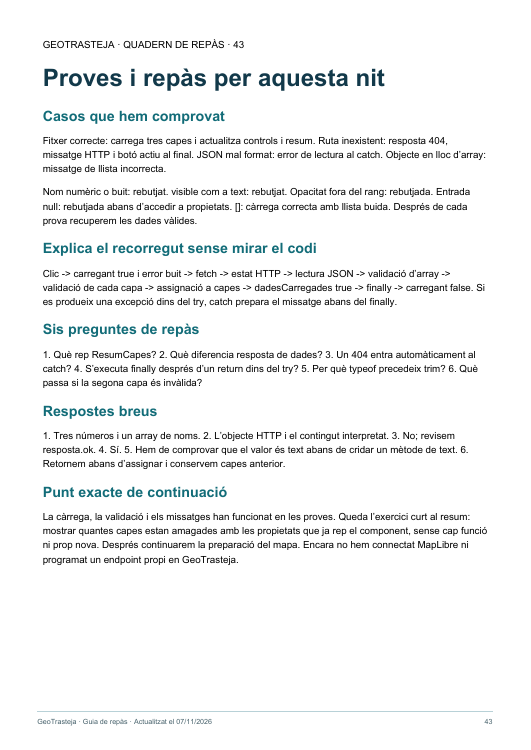 GEOTRASTEJA · QUADERN DE REPÀS · 43
Proves i repàs per aquesta nit
Casos que hem comprovat
Fitxer correcte: carrega tres capes i actualitza controls i resum. Ruta inexistent: resposta 404,
missatge HTTP i botó actiu al final. JSON mal format: error de lectura al catch. Objecte en lloc d’array:
missatge de llista incorrecta.
Nom numèric o buit: rebutjat. visible com a text: rebutjat. Opacitat fora del rang: rebutjada. Entrada
null: rebutjada abans d’accedir a propietats. []: càrrega correcta amb llista buida. Després de cada
prova recuperem les dades vàlides.
Explica el recorregut sense mirar el codi
Clic -> carregant true i error buit -> fetch -> estat HTTP -> lectura JSON -> validació d’array ->
validació de cada capa -> assignació a capes -> dadesCarregades true -> finally -> carregant false. Si
es produeix una excepció dins del try, catch prepara el missatge abans del finally.
Sis preguntes de repàs
1. Què rep ResumCapes? 2. Què diferencia resposta de dades? 3. Un 404 entra automàticament al
catch? 4. S’executa finally després d’un return dins del try? 5. Per què typeof precedeix trim? 6. Què
passa si la segona capa és invàlida?
Respostes breus
1. Tres números i un array de noms. 2. L’objecte HTTP i el contingut interpretat. 3. No; revisem
resposta.ok. 4. Sí. 5. Hem de comprovar que el valor és text abans de cridar un mètode de text. 6.
Retornem abans d’assignar i conservem capes anterior.
Punt exacte de continuació
La càrrega, la validació i els missatges han funcionat en les proves. Queda l’exercici curt al resum:
mostrar quantes capes estan amagades amb les propietats que ja rep el component, sense cap funció
ni prop nova. Després continuarem la preparació del mapa. Encara no hem connectat MapLibre ni
programat un endpoint propi en GeoTrasteja.
GeoTrasteja · Guia de repàs · Actualitzat el 07/11/2026
43